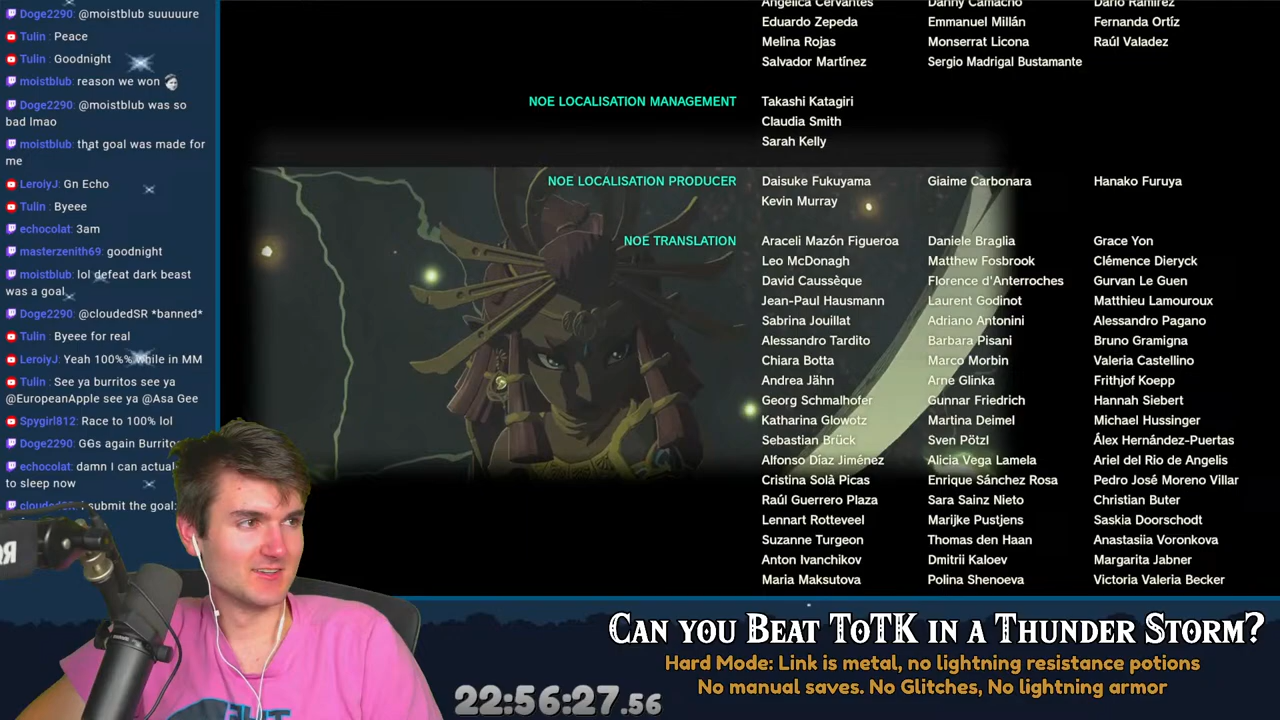 Doge2290: @moistblub suuuure
Tulin : Peace
Tulin : Goodnight
moistblub: reason we won
Doge2290: @moistblub was so
bad lmao
moistblub: that goal was made for
me
LeroiyJ: Gn Echo
Tulin : Byeee
echocolat: 3am
masterzenith69: goodnight
moistblub: lol defeat dark beast
was a goal
Doge2290: @cloudedSR *banned*
Tulin : Byeee for real
LeroiyJ: Yeah 100%% while in MM
Tulin : See ya burritos see ya
@EuropeanApple see ya @Asa Gee
Spygirl812: Race to 100% lol
Doge2290: GGs again
echocolat: damn I can
to sleep now
submit the goal:
Angelica Cervantes Danny Camacho Dario Ramirez
Eduardo Zepeda Emmanuel Millán Fernanda Ortíz
Melina Rojas Monserrat Licona Raúl Valadez
Salvador Martínez Sergio Madrigal Bustamante
NOE LOCALISATION MANAGEMENT Takashi Katagiri
Claudia Smith
Sarah Kelly
NOE LOCALISATION PRODUCER Daisuke Fukuyama Giaime Carbonara Hanako Furuya
Kevin Murray
NOE TRANSLATION Araceli Mazón Figueroa Daniele Braglia Grace Yon
Leo McDonagh Matthew Fosbrook Clémence Dieryck
David Caussèque Florence d'Anterroches Gurvan Le Guen
Jean-Paul Hausmann Laurent Godinot Matthieu Lamouroux
Sabrina Jouillat Adriano Antonini Alessandro Pagano
Alessandro Tardito Barbara Pisani Bruno Gramigna
Chiara Botta Marco Morbin Valeria Castellino
Andrea Jähn Arne Glinka Frithjof Koepp
Georg Schmalhofer Gunnar Friedrich Hannah Siebert
Katharina Glowotz Martina Deimel Michael Hussinger
Sebastian Brück Sven Pötzl Álex Hernández-Puertas
Alfonso Díaz Jiménez Alicia Vega Lamela Ariel del Rio de Angelis
Cristina Solà Picas Enrique Sánchez Rosa Pedro José Moreno Villar
Raúl Guerrero Plaza Sara Sainz Nieto Christian Buter
Lennart Rotteveel Marijke Pustjens Saskia Doorschodt
Suzanne Turgeon Thomas den Haan Anastasiia Voronkova
Anton Ivanchikov Dmitrii Kaloev Margarita Jabner
Maria Maksutova Polina Shenoeva Victoria Valeria Becker
CAN YOU BEAT TOTK IN A THUNDER STORM?
Hard Mode: Link is metal, no lightning resistance potions
No manual saves. No Glitches, No lightning armor
22:56:27.56